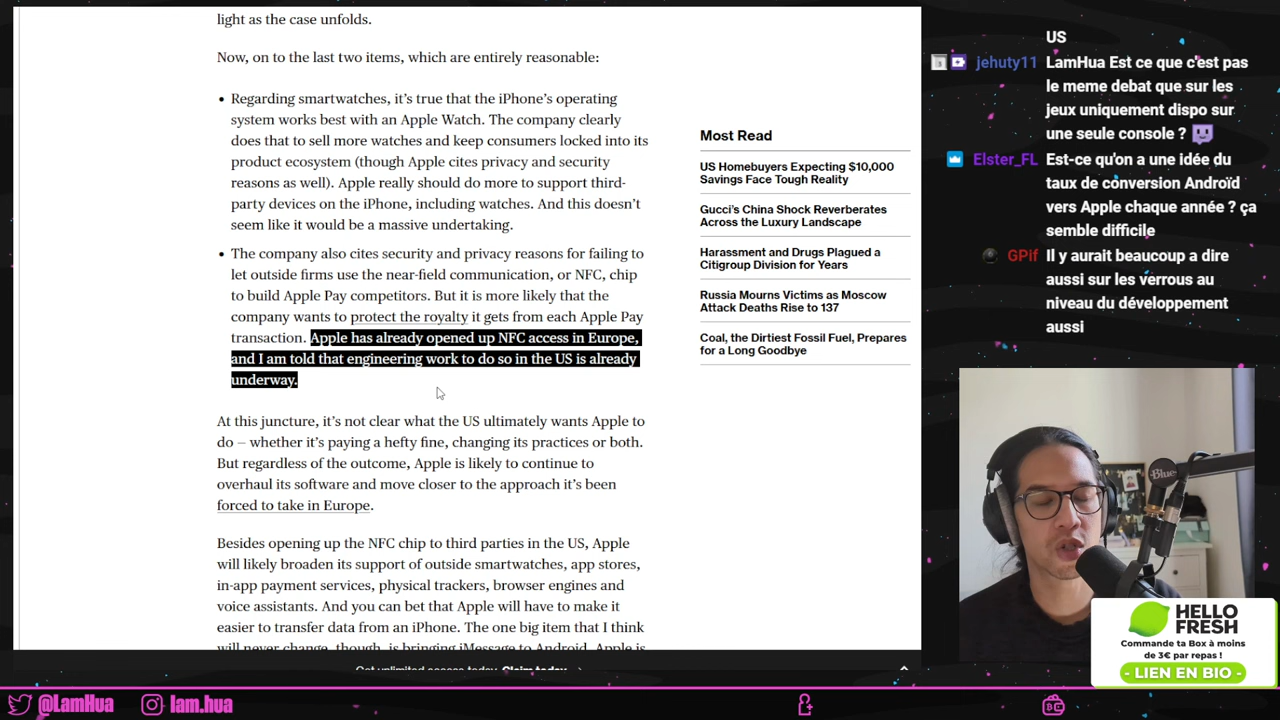 light as the case unfolds.
Now, on to the last two items, which are entirely reasonable:
• Regarding smartwatches, it's true that the iPhone's operating
system works best with an Apple Watch. The company clearly
does that to sell more watches and keep consumers locked into its
product ecosystem (though Apple cites privacy and security
reasons as well). Apple really should do more to support third-
party devices on the iPhone, including watches. And this doesn't
seem like it would be a massive undertaking.
• The company also cites security and privacy reasons for failing to
let outside firms use the near-field communication, or NFC, chip
to build Apple Pay competitors. But it is more likely that the
company wants to protect the royalty it gets from each Apple Pay
transaction. Apple has already opened up NFC access in Europe,
and I am told that engineering work to do so in the US is already
underway.
At this juncture, it's not clear what the US ultimately wants Apple to
do – whether it's paying a hefty fine, changing its practices or both.
But regardless of the outcome, Apple is likely to continue to
overhaul its software and move closer to the approach it's been
forced to take in Europe.
Besides opening up the NFC chip to third parties in the US, Apple
will likely broaden its support of outside smartwatches, app stores,
in-app payment services, physical trackers, browser engines and
voice assistants. And you can bet that Apple will have to make it
easier to transfer data from an iPhone. The one big item that I think
will never change, though, is bringing iMessage to Android. Apple is
Get unlimited access today. Claim today →
Most Read
US Homebuyers Expecting $10,000
Savings Face Tough Reality
Gucci's China Shock Reverberates
Across the Luxury Landscape
Harassment and Drugs Plagued a
Citigroup Division for Years
Russia Mourns Victims as Moscow
Attack Deaths Rise to 137
Coal, the Dirtiest Fossil Fuel, Prepares
for a Long Goodbye
US
jehuty11 LamHua Est ce que c'est pas
le meme debat que sur les
jeux uniquement dispo sur
une seule console ?
Elster_FL Est-ce qu'on a une idée du
taux de conversion Androïd
vers Apple chaque année ? ça
semble difficile
GPif Il y aurait beaucoup a dire
aussi sur les verrous au
niveau du développement
aussi
Blue
HELLO
FRESH
Commande ta Box à moins
de 3€ par repas !
- LIEN EN BIO -
@LamHua
lam.hua